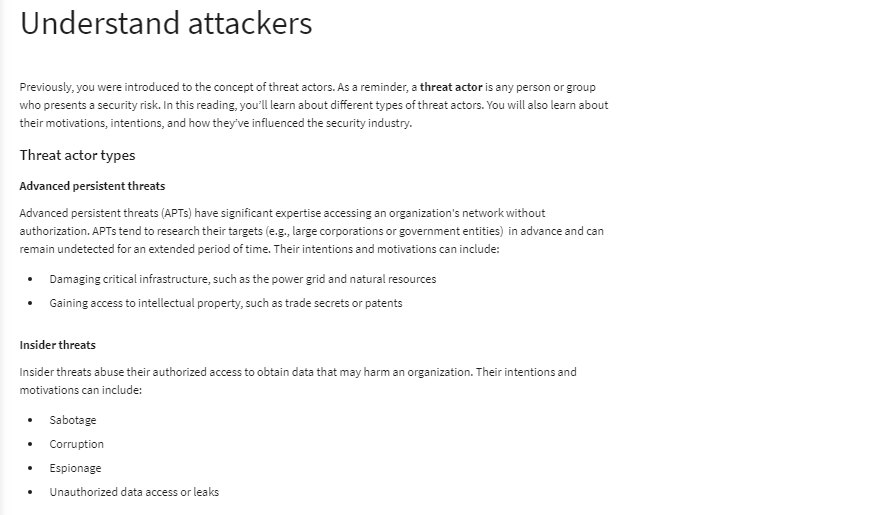 Understand attackers
Previously, you were introduced to the concept of threat actors. As a reminder, a threat actor is any person or group
who presents a security risk. In this reading, you'll learn about different types of threat actors. You will also learn about
their motivations, intentions, and how they've influenced the security industry.
Threat actor types
Advanced persistent threats
Advanced persistent threats (APTs) have significant expertise accessing an organization's network without
authorization. APTs tend to research their targets (e.g., large corporations or government entities)  in advance and can
remain undetected for an extended period of time. Their intentions and motivations can include:
• Damaging critical infrastructure, such as the power grid and natural resources
• Gaining access to intellectual property, such as trade secrets or patents
Insider threats
Insider threats abuse their authorized access to obtain data that may harm an organization. Their intentions and
motivations can include:
• Sabotage
• Corruption
• Espionage
• Unauthorized data access or leaks